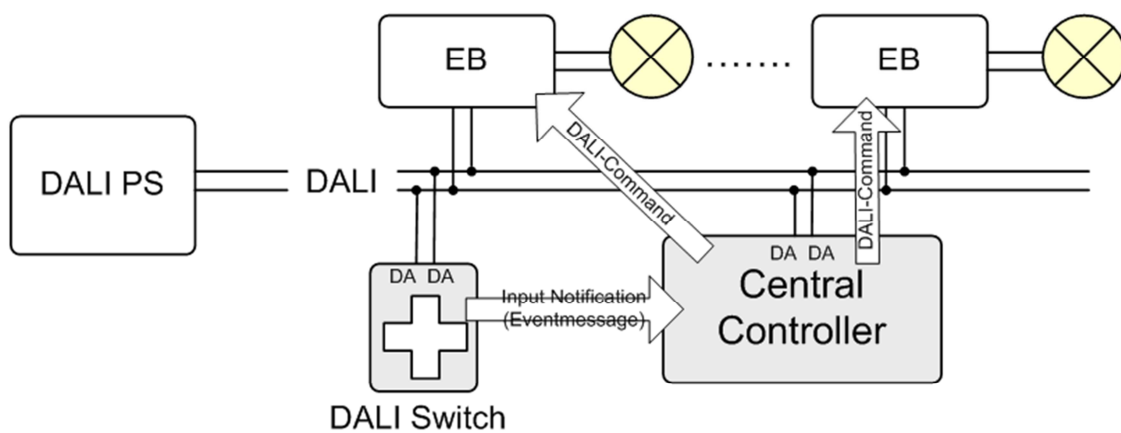 EB
EB
.......
DALI-Command
DALI-Command
DALI PS
DALI
DA DA
DA DA
Input Notification
(Eventmessage)
Central
Controller
DALI Switch